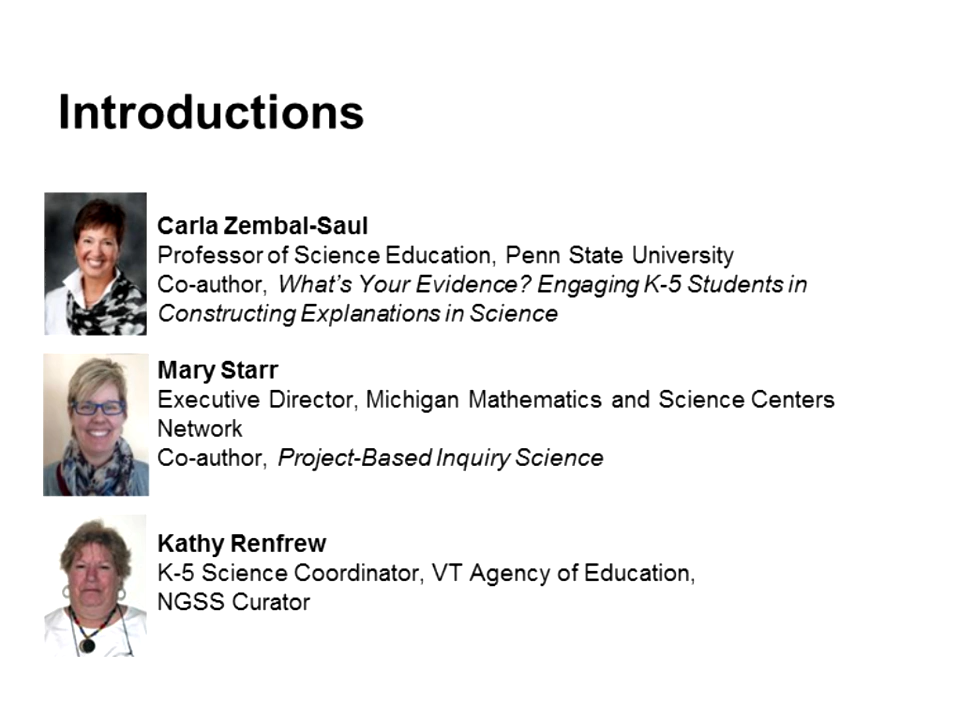 Introductions
Carla Zembal-Saul
Professor of Science Education, Penn State University
Co-author, What's Your Evidence? Engaging K-5 Students in
Constructing Explanations in Science
Mary Starr
Executive Director, Michigan Mathematics and Science Centers
Network
Co-author, Project-Based Inquiry Science
Kathy Renfrew
K-5 Science Coordinator, VT Agency of Education,
NGSS Curator